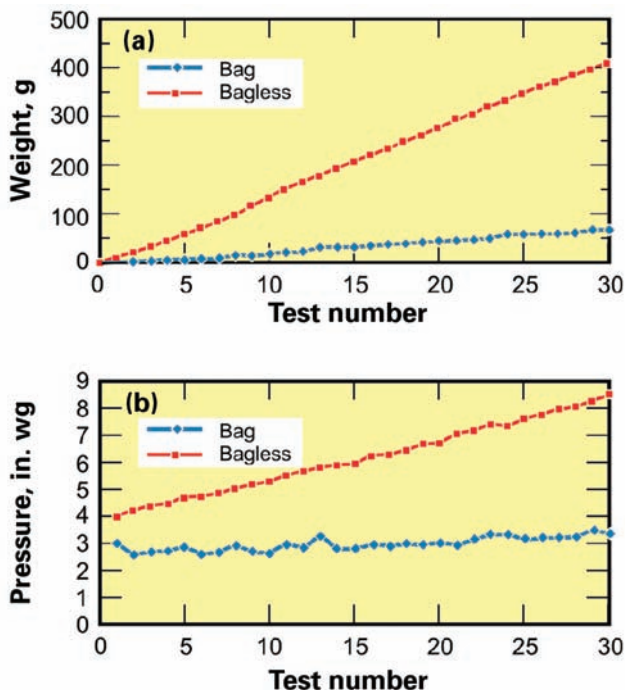 500
400
300
200
100
0
Weight, g
(a)
Bag
Bagless
0 5 10 15 20 25 30
Test number
9
8
7
6
5
4
3
2
1
0
Pressure, in. wg
(b)
Bag
Bagless
0 5 10 15 20 25 30
Test number